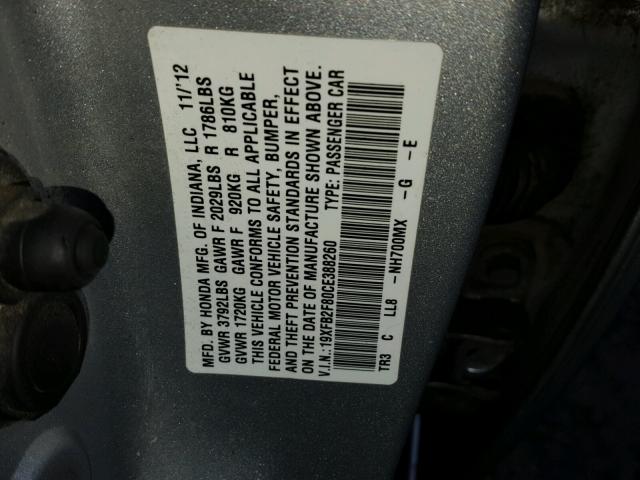 MFD. BY HONDA MFG. OF INDIANA, LLC 11/'12
GVWR 3792LBS GAWR F 2029LBS R 1786LBS
GVWR 1720KG GAWR F 920KG R 810KG
THIS VEHICLE CONFORMS TO ALL APPLICABLE
FEDERAL MOTOR VEHICLE SAFETY, BUMPER,
AND THEFT PREVENTION STANDARDS IN EFFECT
ON THE DATE OF MANUFACTURE SHOWN ABOVE.
V.I.N.:19XFB2F80CE388260 TYPE: PASSENGER CAR
TR3 C LL8 -NH700MX -G -E